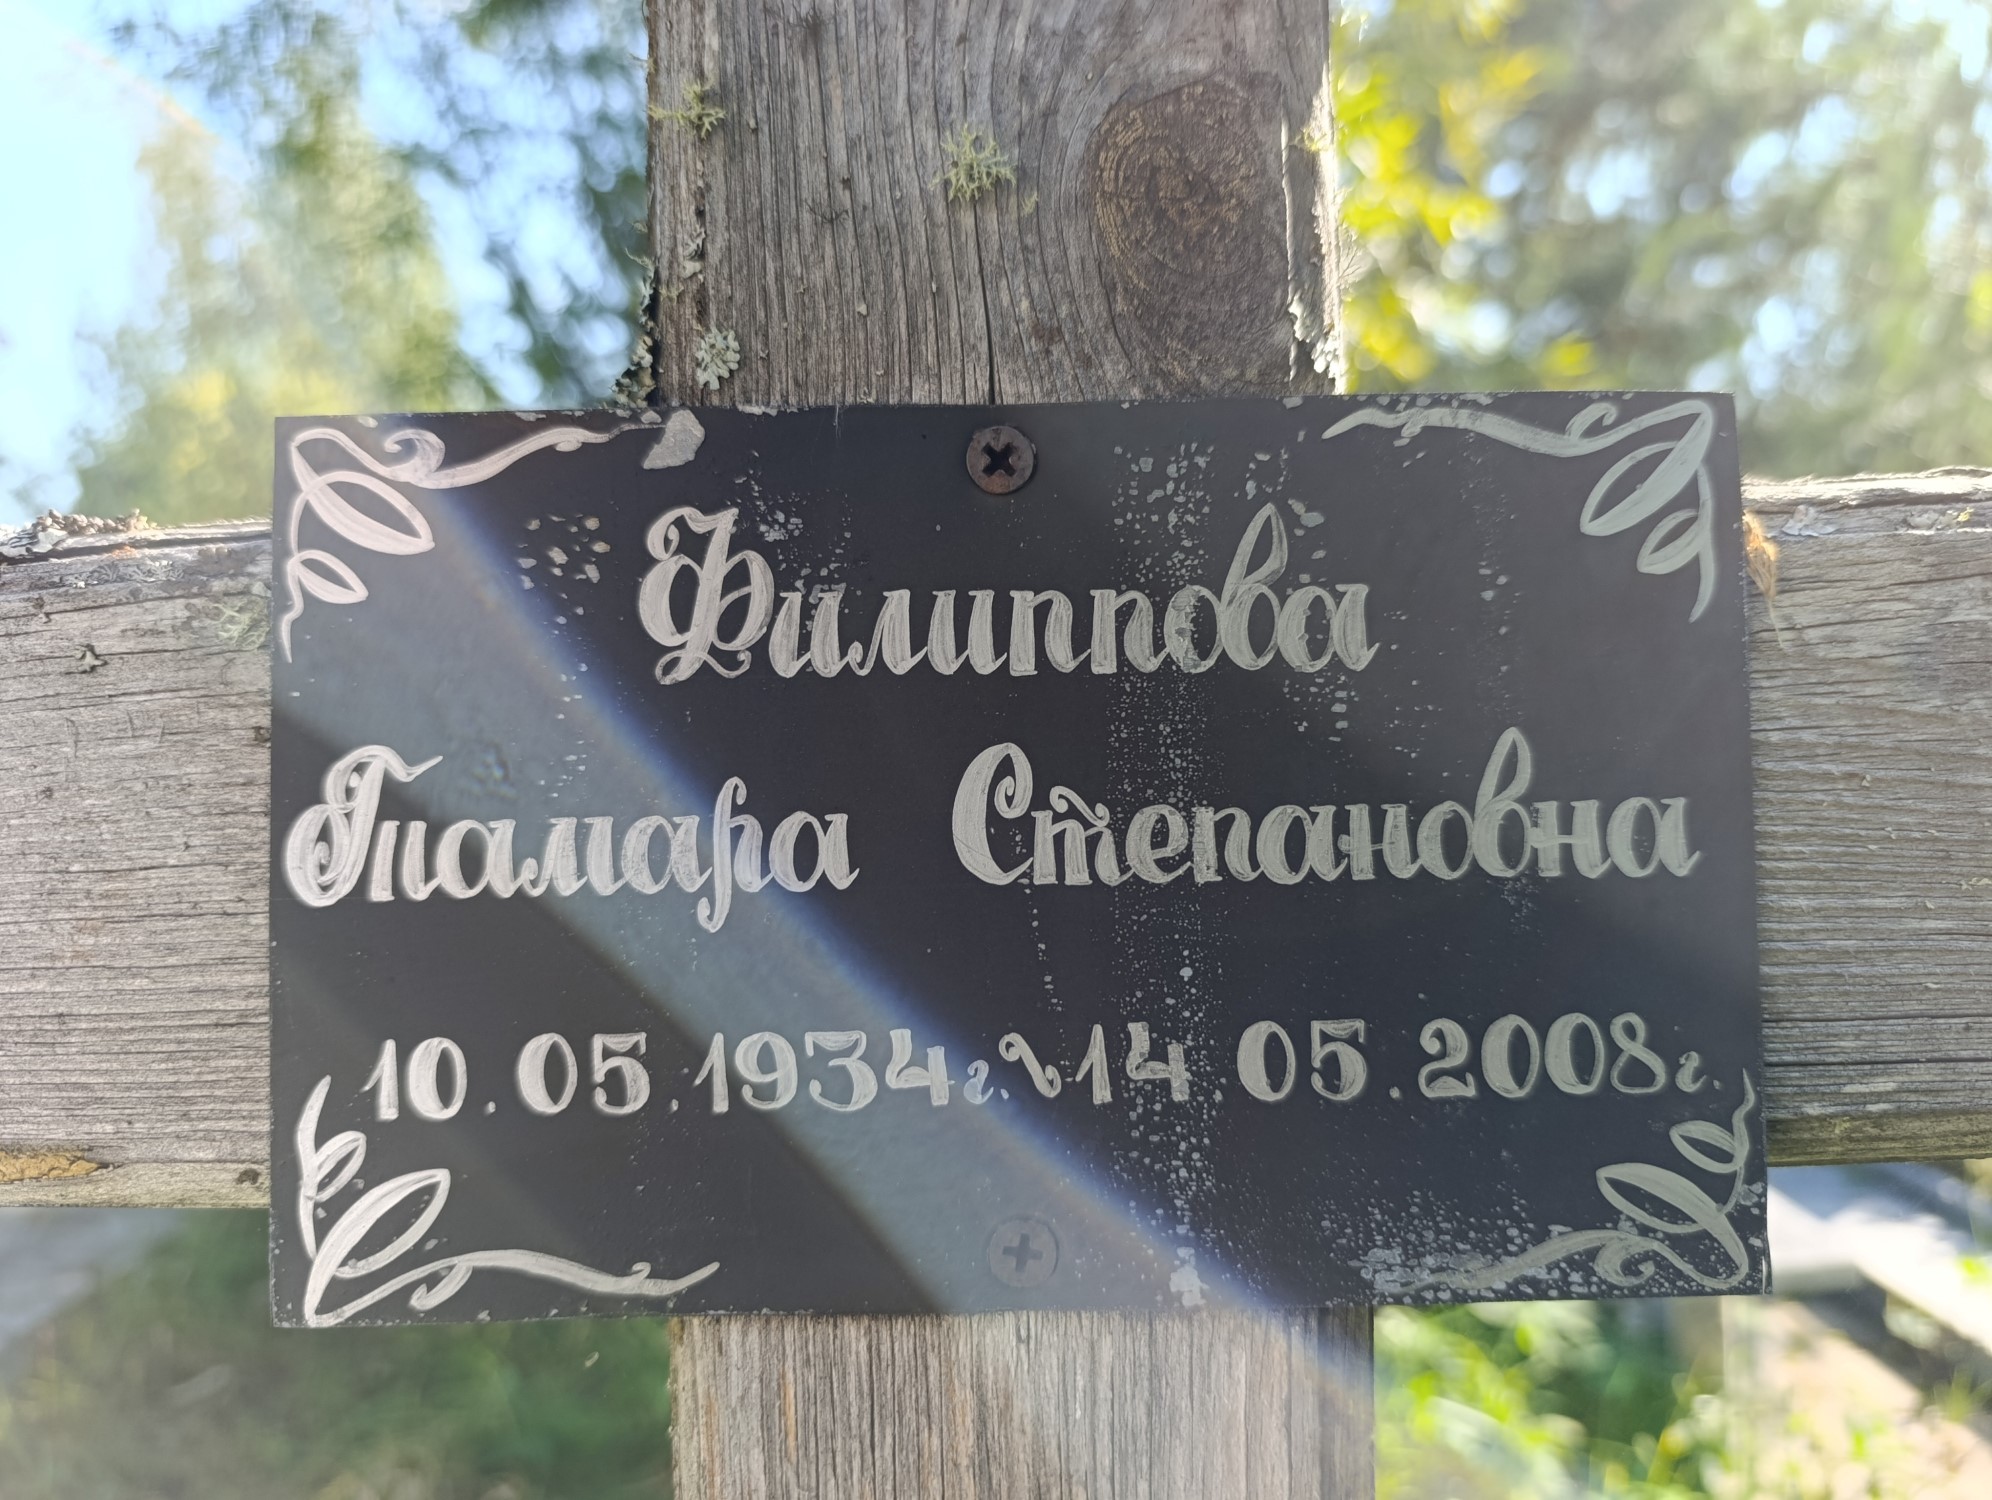 Филиппова
Тамара Степановна
10.05.1934г. ~ 14 05.2008г.